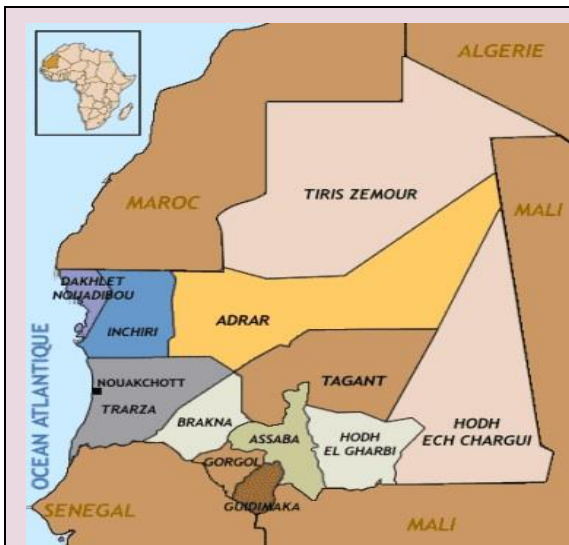 ALGERIE
TIRIS ZEMOUR
MAROC
MALI
DAKHLET
NOUADIBOU
INCHIRI
ADRAR
OCEAN ATLANTIQUE
NOUAKCHOTT
TRARZA
TAGANT
BRAKNA
ASSABA
HODH
EL GHARBI
HODH
ECH CHARGUI
GORGOL
GUIDIMAKA
SENEGAL
MALI